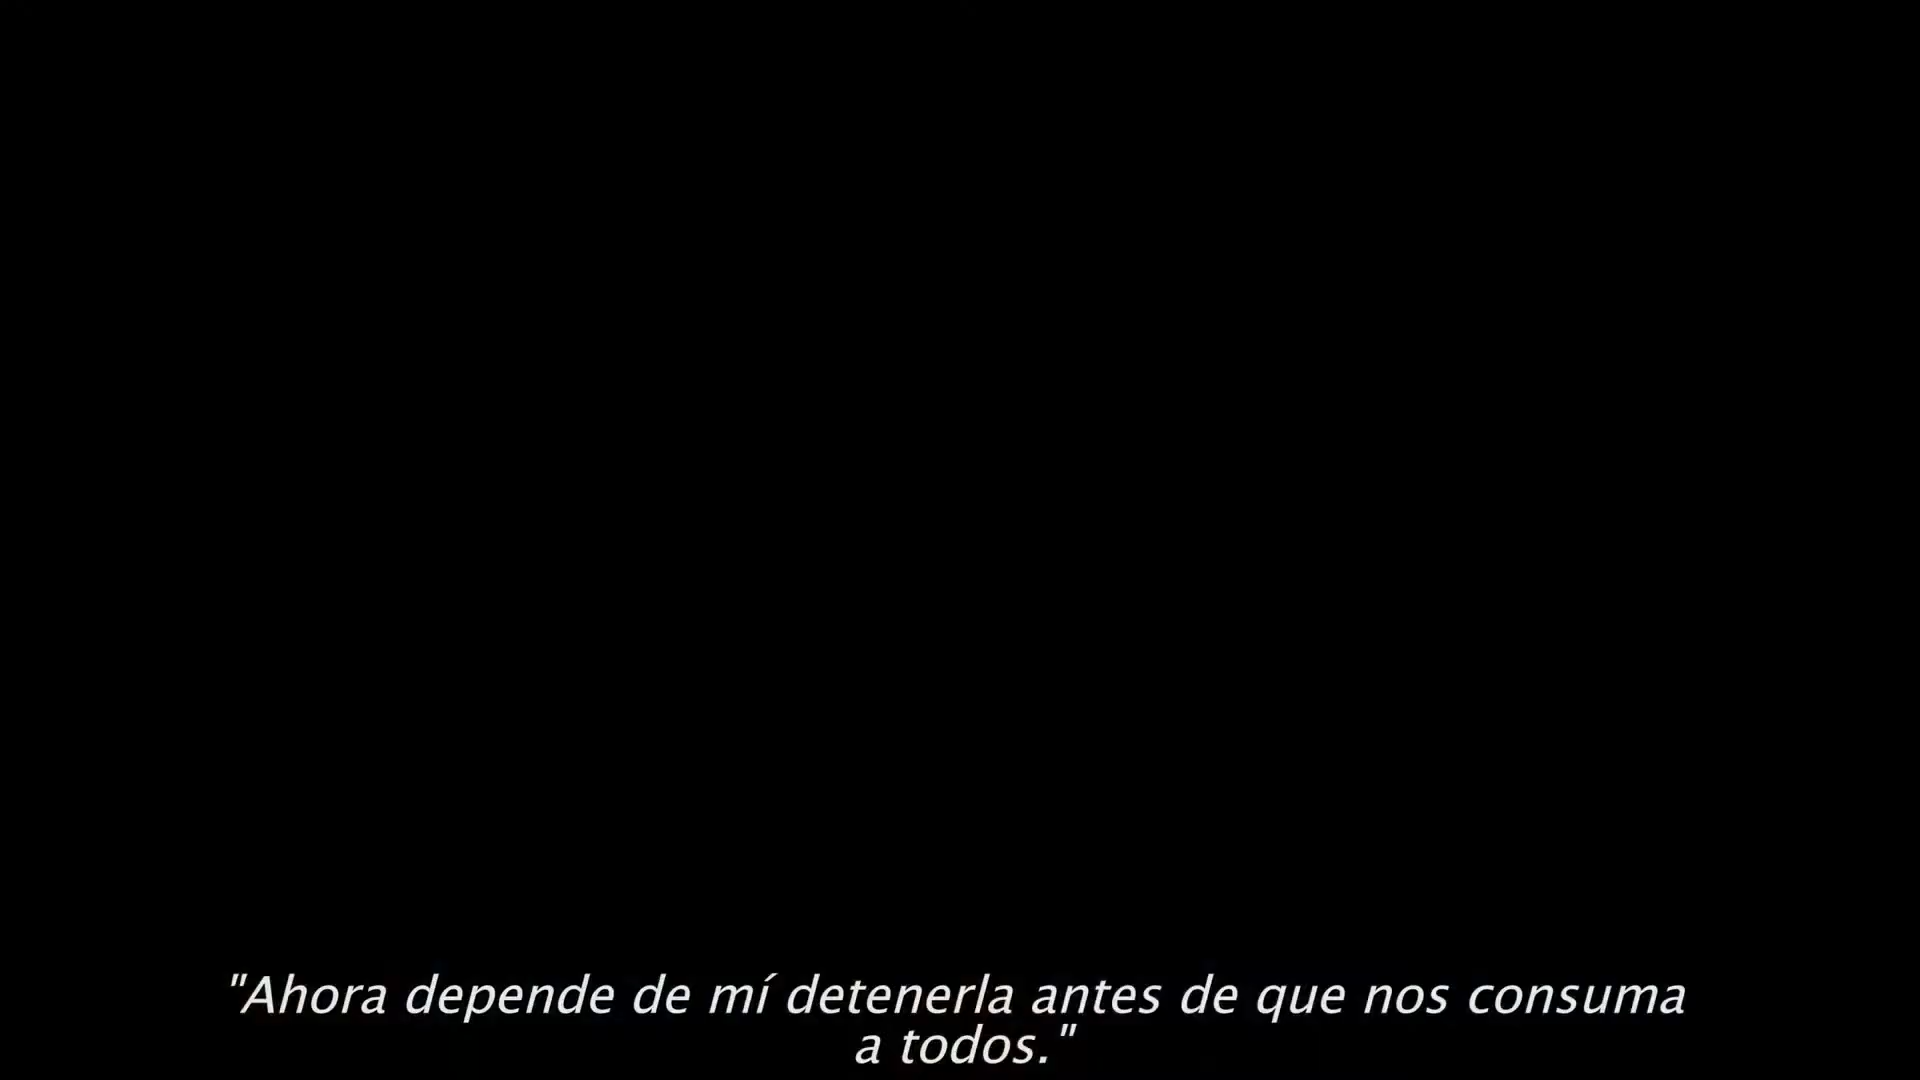 "Ahora depende de mí detenerla antes de que nos consuma
a todos."